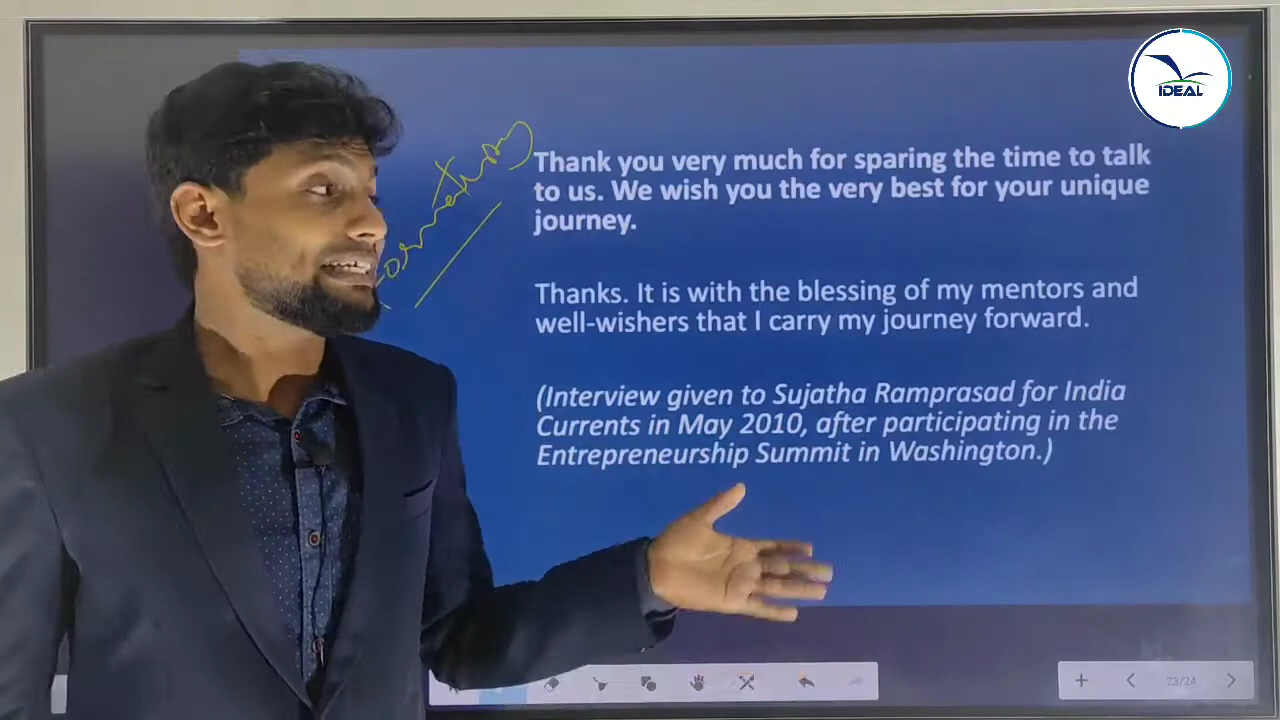 IDEAL
Thank you very much for sparing the time to talk
to us. We wish you the very best for your unique
journey.
Thanks. It is with the blessing of my mentors and
well-wishers that I carry my journey forward.
(Interview given to Sujatha Ramprasad for India
Currents in May 2010, after participating in the
Entrepreneurship Summit in Washington.)
23/24